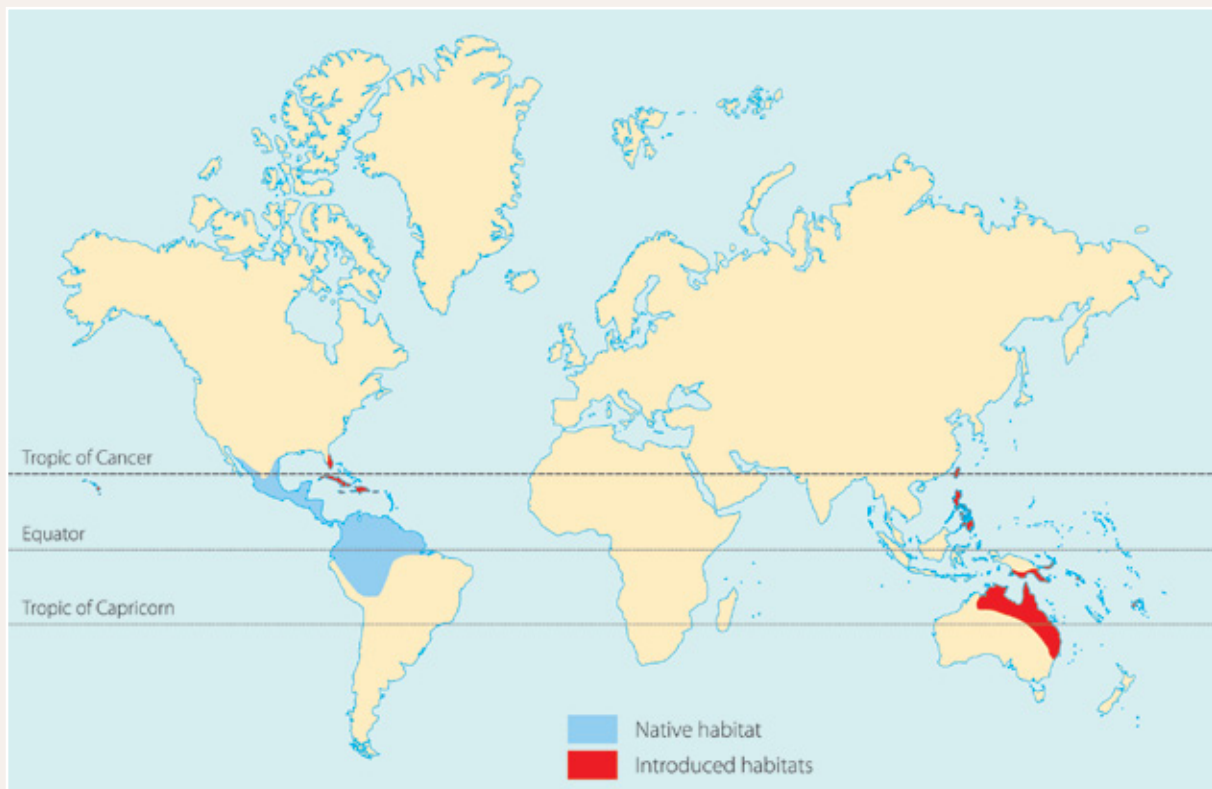 Tropic of Cancer
Equator
Tropic of Capricorn
Native habitat
Introduced habitats